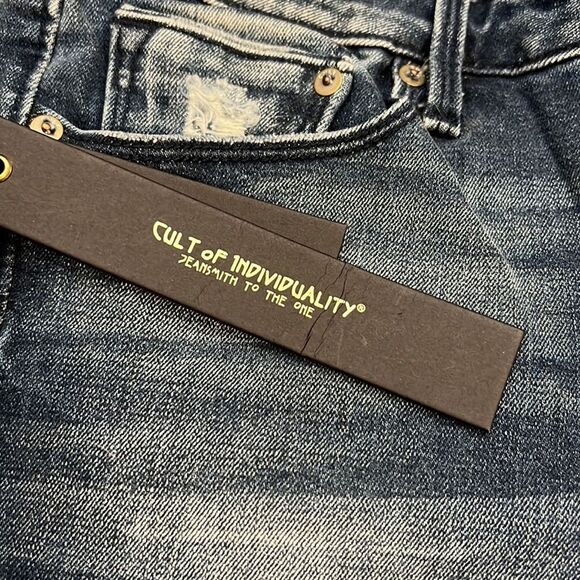 CULT OF INDIVIDUALITY®
JEANSMITH TO THE ONE